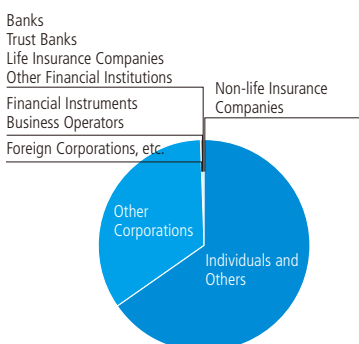 Banks
Trust Banks
Life Insurance Companies
Other Financial Institutions
Financial Instruments
Business Operators
Foreign Corporations, etc.
Non-life Insurance
Companies
Other
Corporations
Individuals and
Others